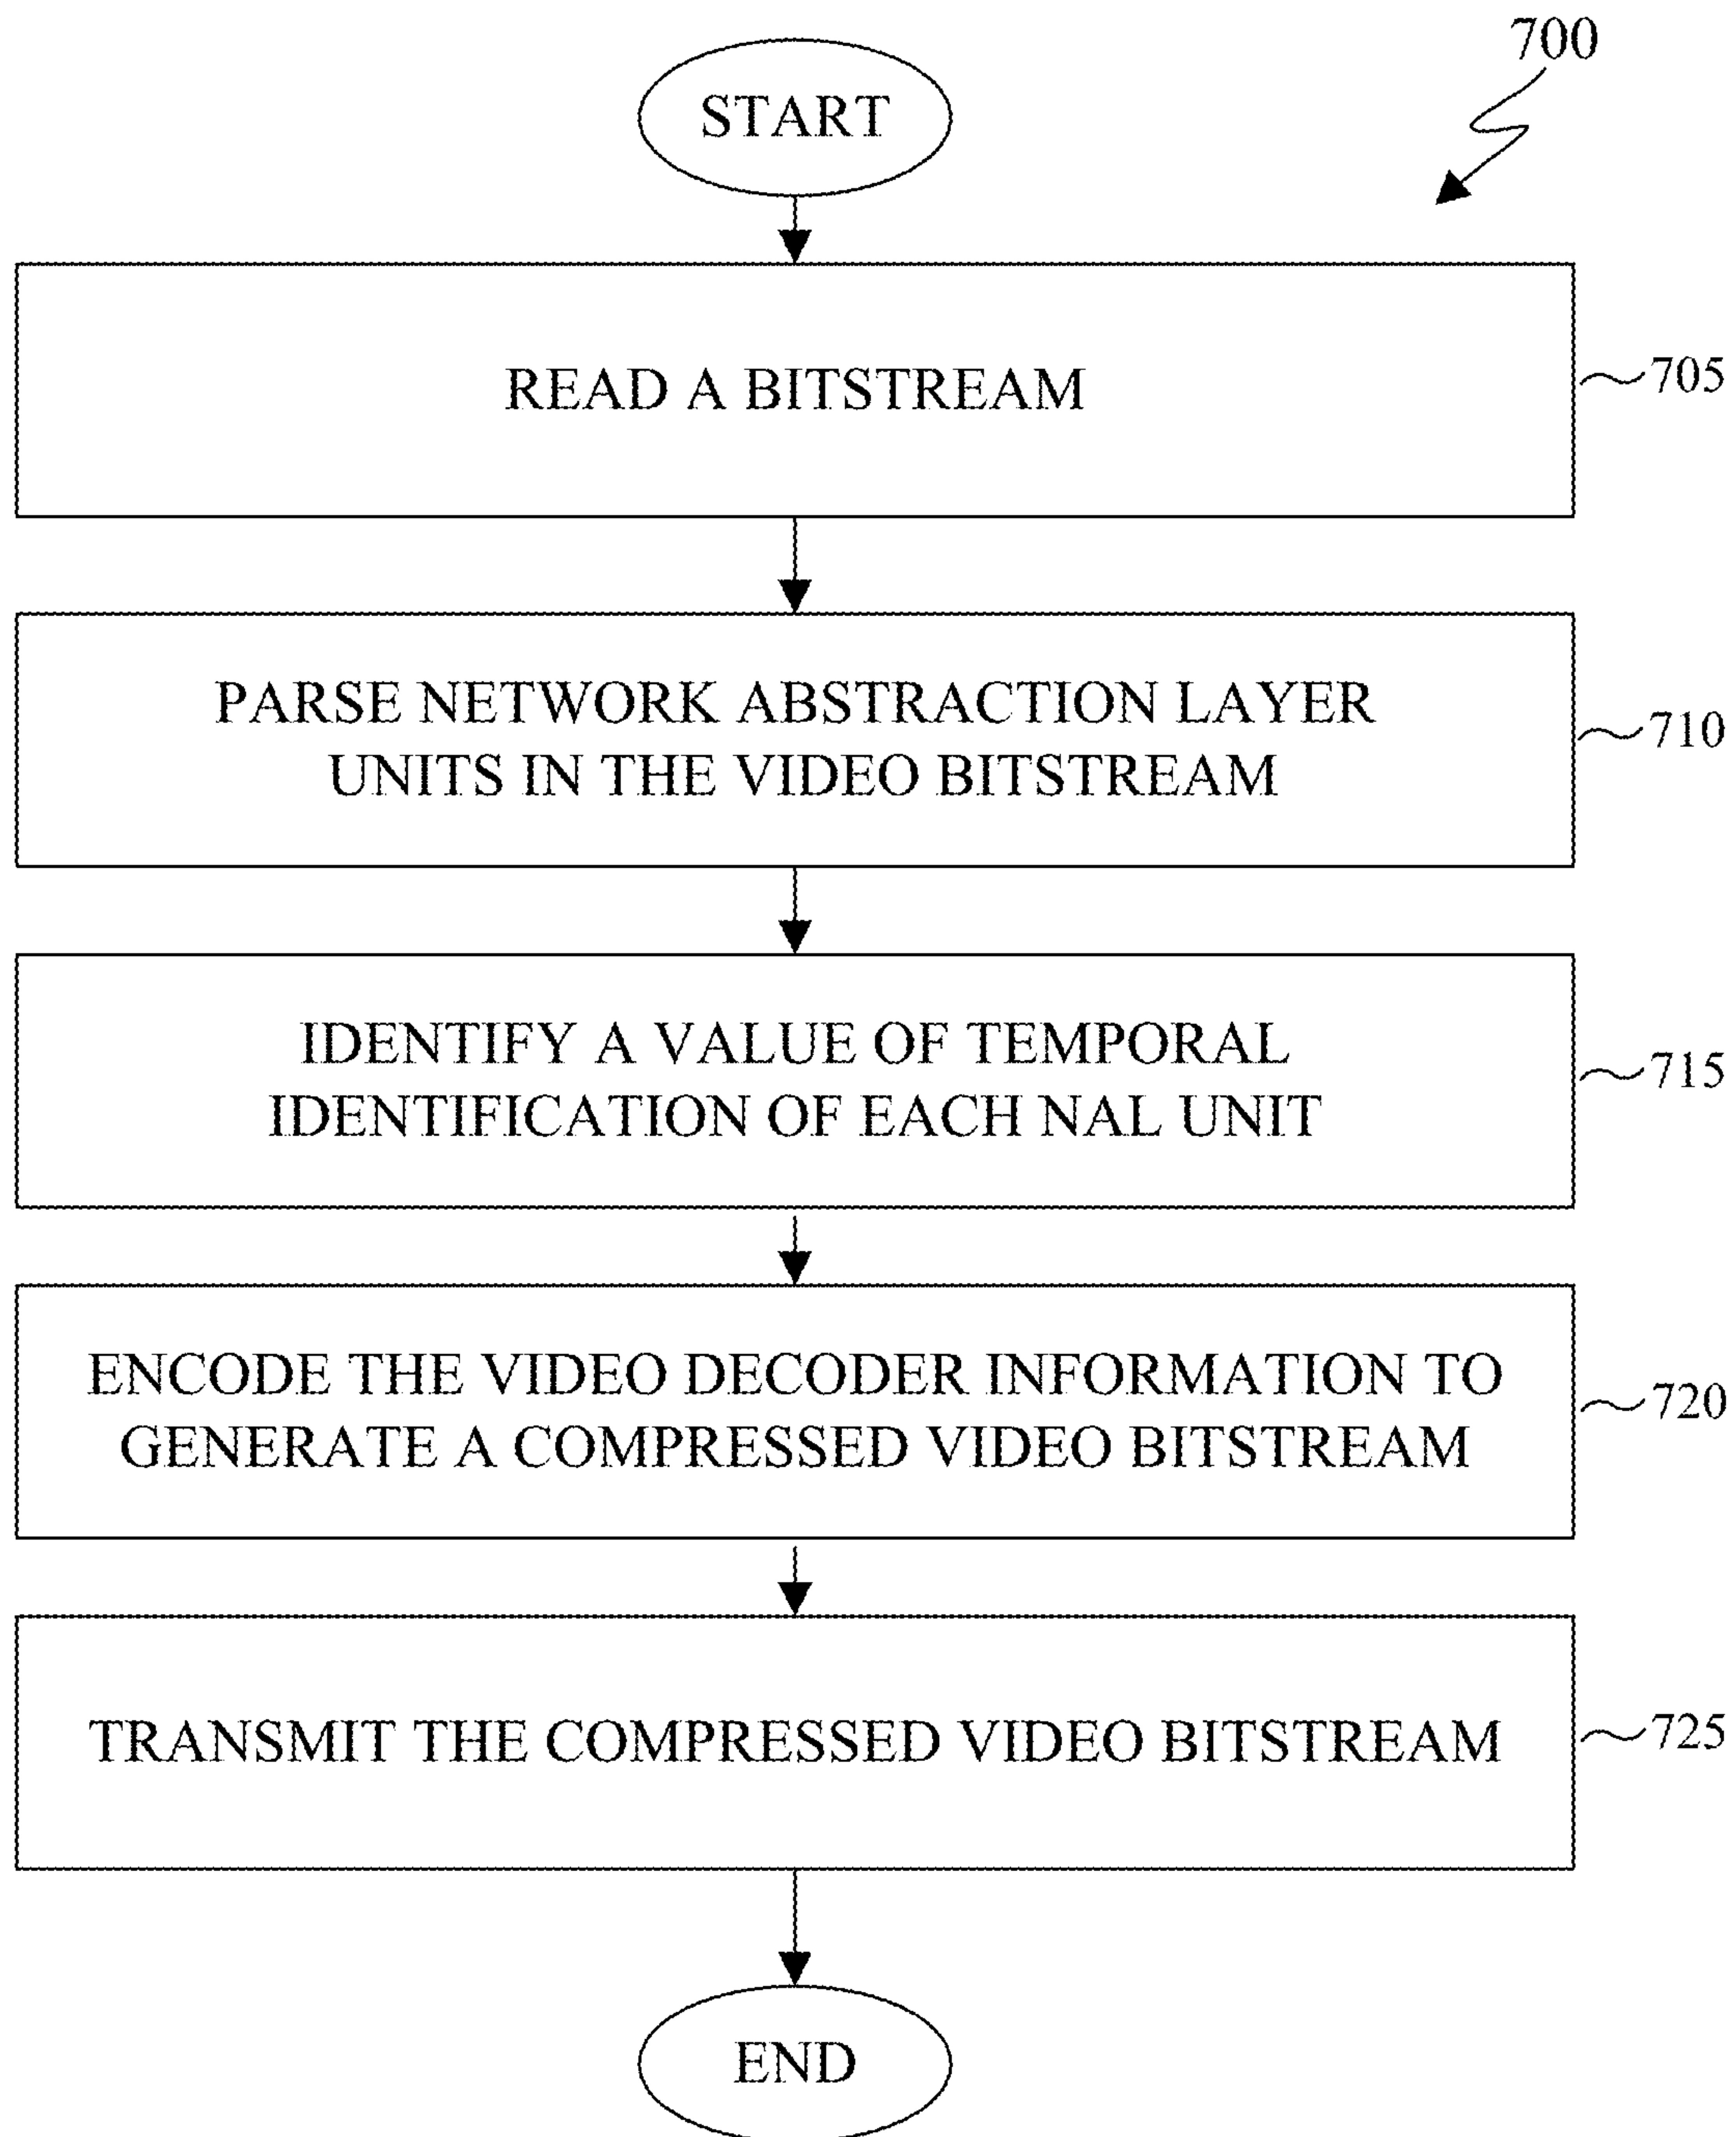 700
START
READ A BITSTREAM
705
PARSE NETWORK ABSTRACTION LAYER
UNITS IN THE VIDEO BITSTREAM
710
IDENTIFY A VALUE OF TEMPORAL
IDENTIFICATION OF EACH NAL UNIT
715
ENCODE THE VIDEO DECODER INFORMATION TO
GENERATE A COMPRESSED VIDEO BITSTREAM
720
TRANSMIT THE COMPRESSED VIDEO BITSTREAM
725
END